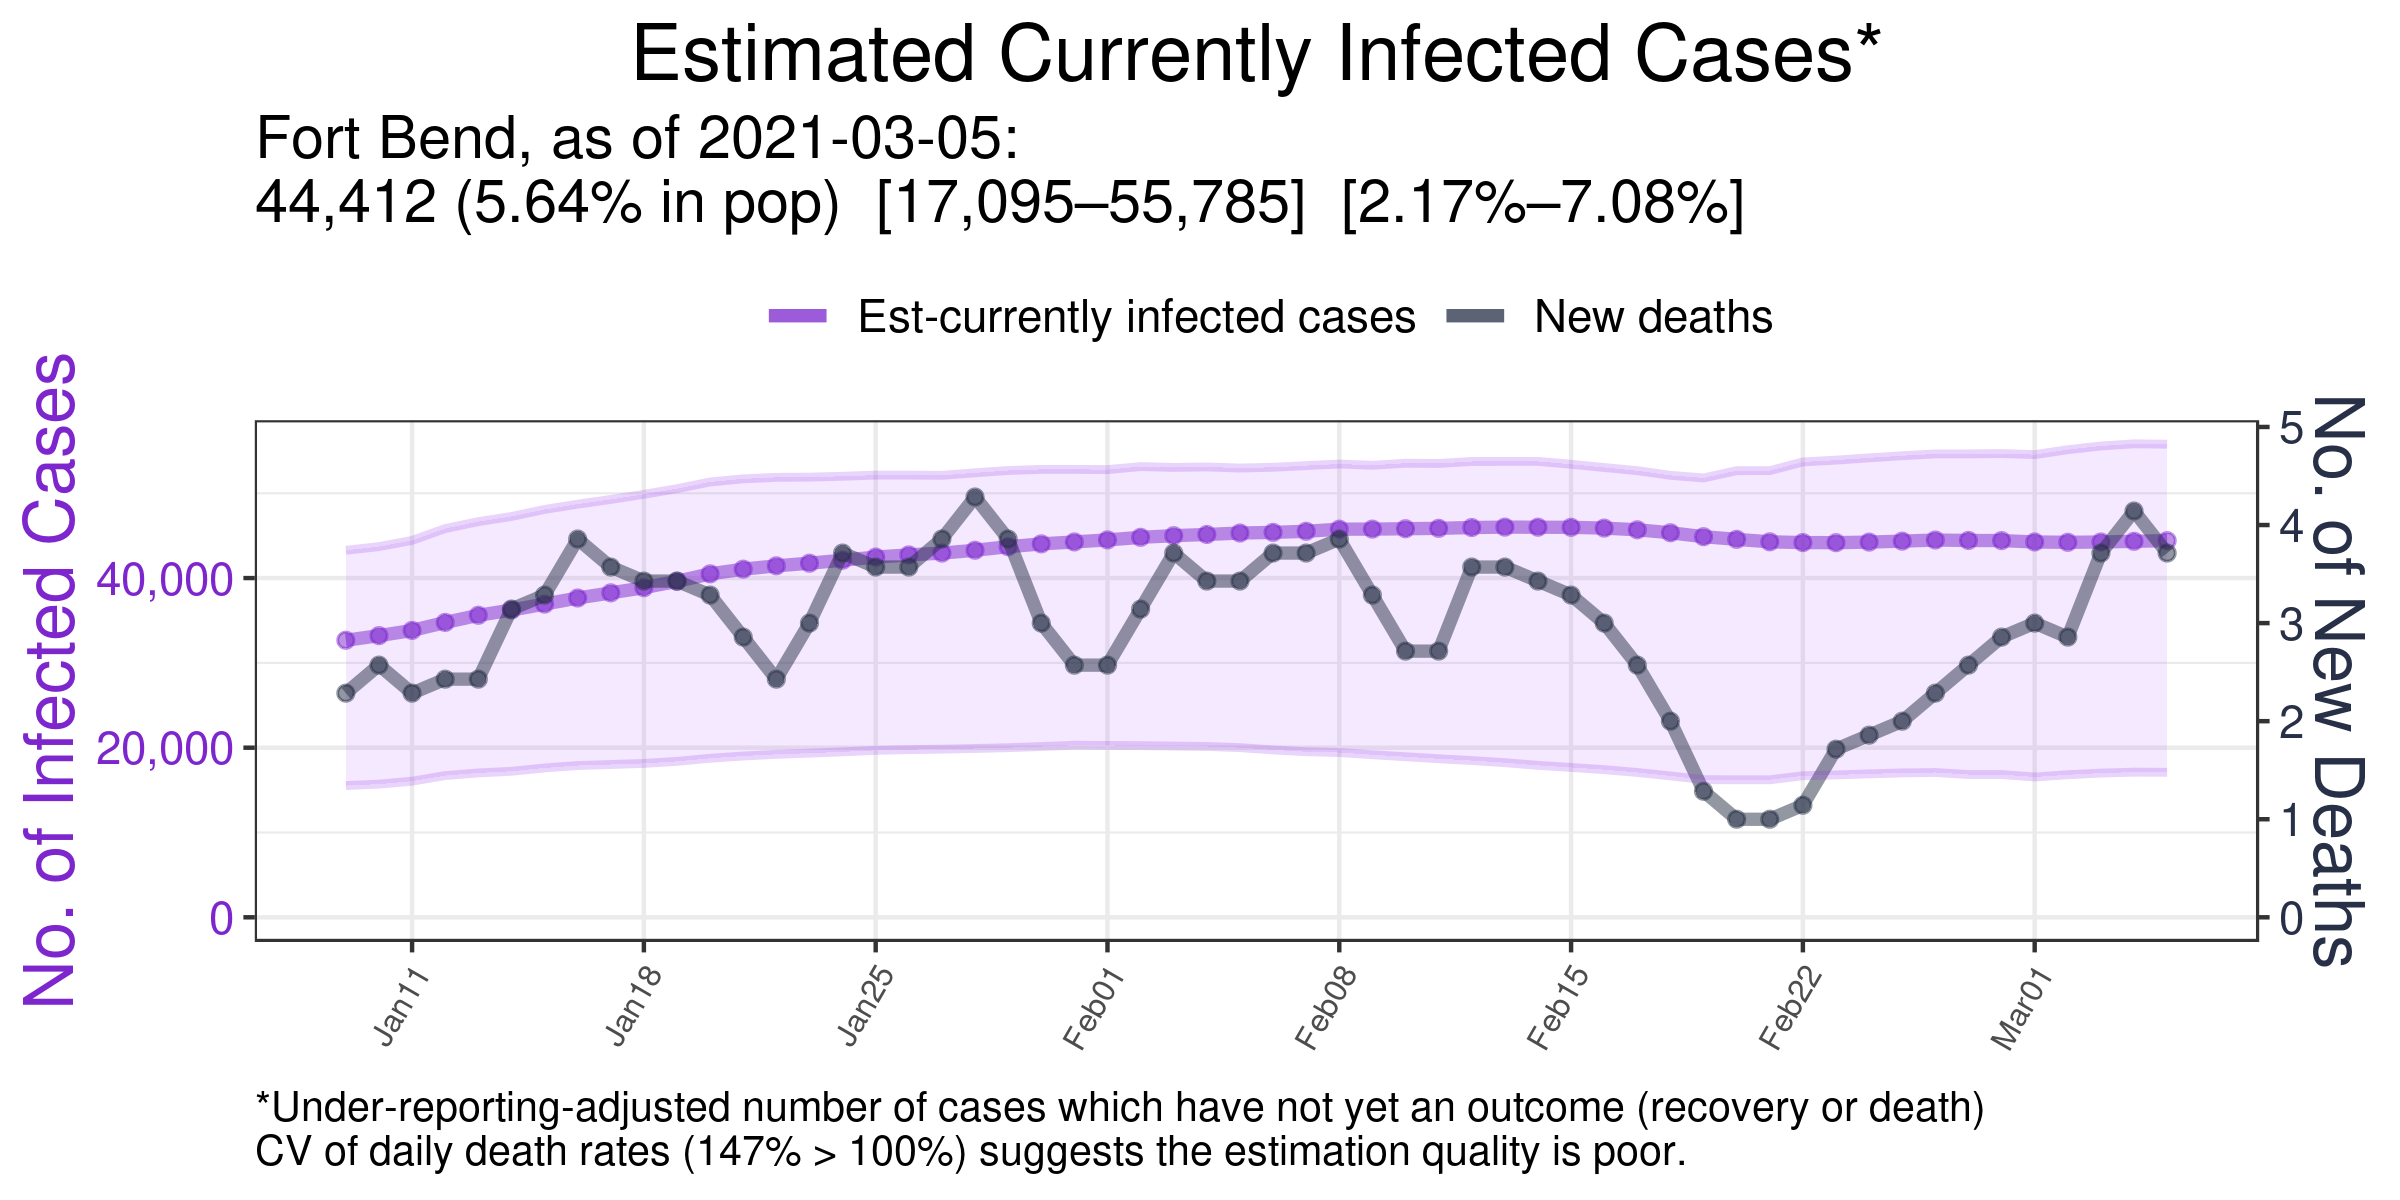 Estimated Currently Infected Cases*
Fort Bend, as of 2021-03-05:
44,412 (5.64% in pop)  [17,095–55,785]  [2.17%–7.08%]
Est-currently infected cases
New deaths
No. of Infected Cases
40,000
20,000
0
5
4
3
2
1
0
No. of New Deaths
Jan11
Jan18
Jan25
Feb01
Feb08
Feb15
Feb22
Mar01
*Under-reporting-adjusted number of cases which have not yet an outcome (recovery or death)
CV of daily death rates (147% > 100%) suggests the estimation quality is poor.